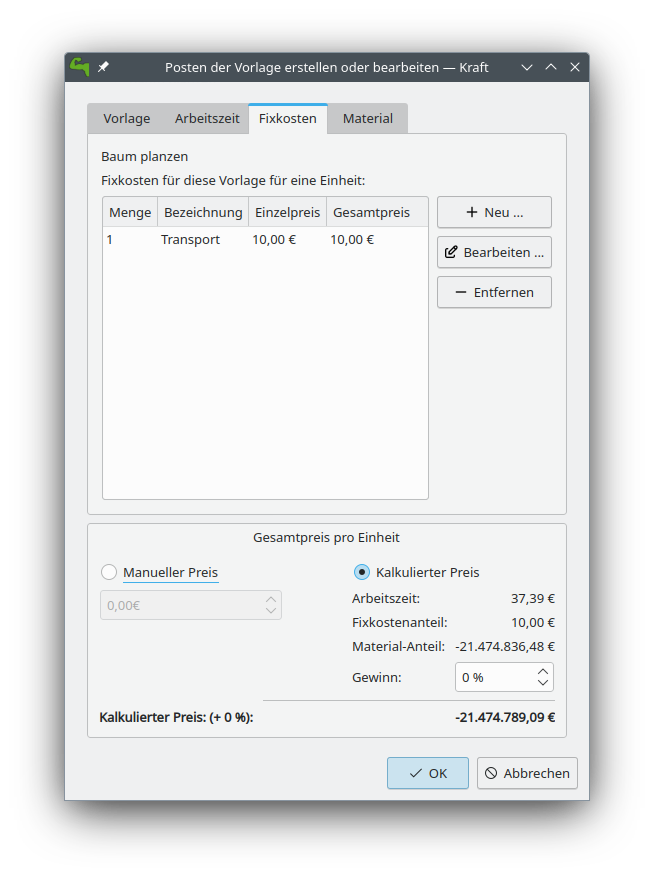 Posten der Vorlage erstellen oder bearbeiten — Kraft
Vorlage Arbeitszeit Fixkosten Material
Baum planzen
Fixkosten für diese Vorlage für eine Einheit:
Menge Bezeichnung Einzelpreis Gesamtpreis
1 Transport 10,00 € 10,00 €
Neu ...
Bearbeiten ...
Entfernen
Gesamtpreis pro Einheit
Manueller Preis
0,00€
Kalkulierter Preis
Arbeitszeit: 37,39 €
Fixkostenanteil: 10,00 €
Material-Anteil: -21.474.836,48 €
Gewinn: 0 %
Kalkulierter Preis: (+ 0 %): -21.474.789,09 €
OK Abbrechen